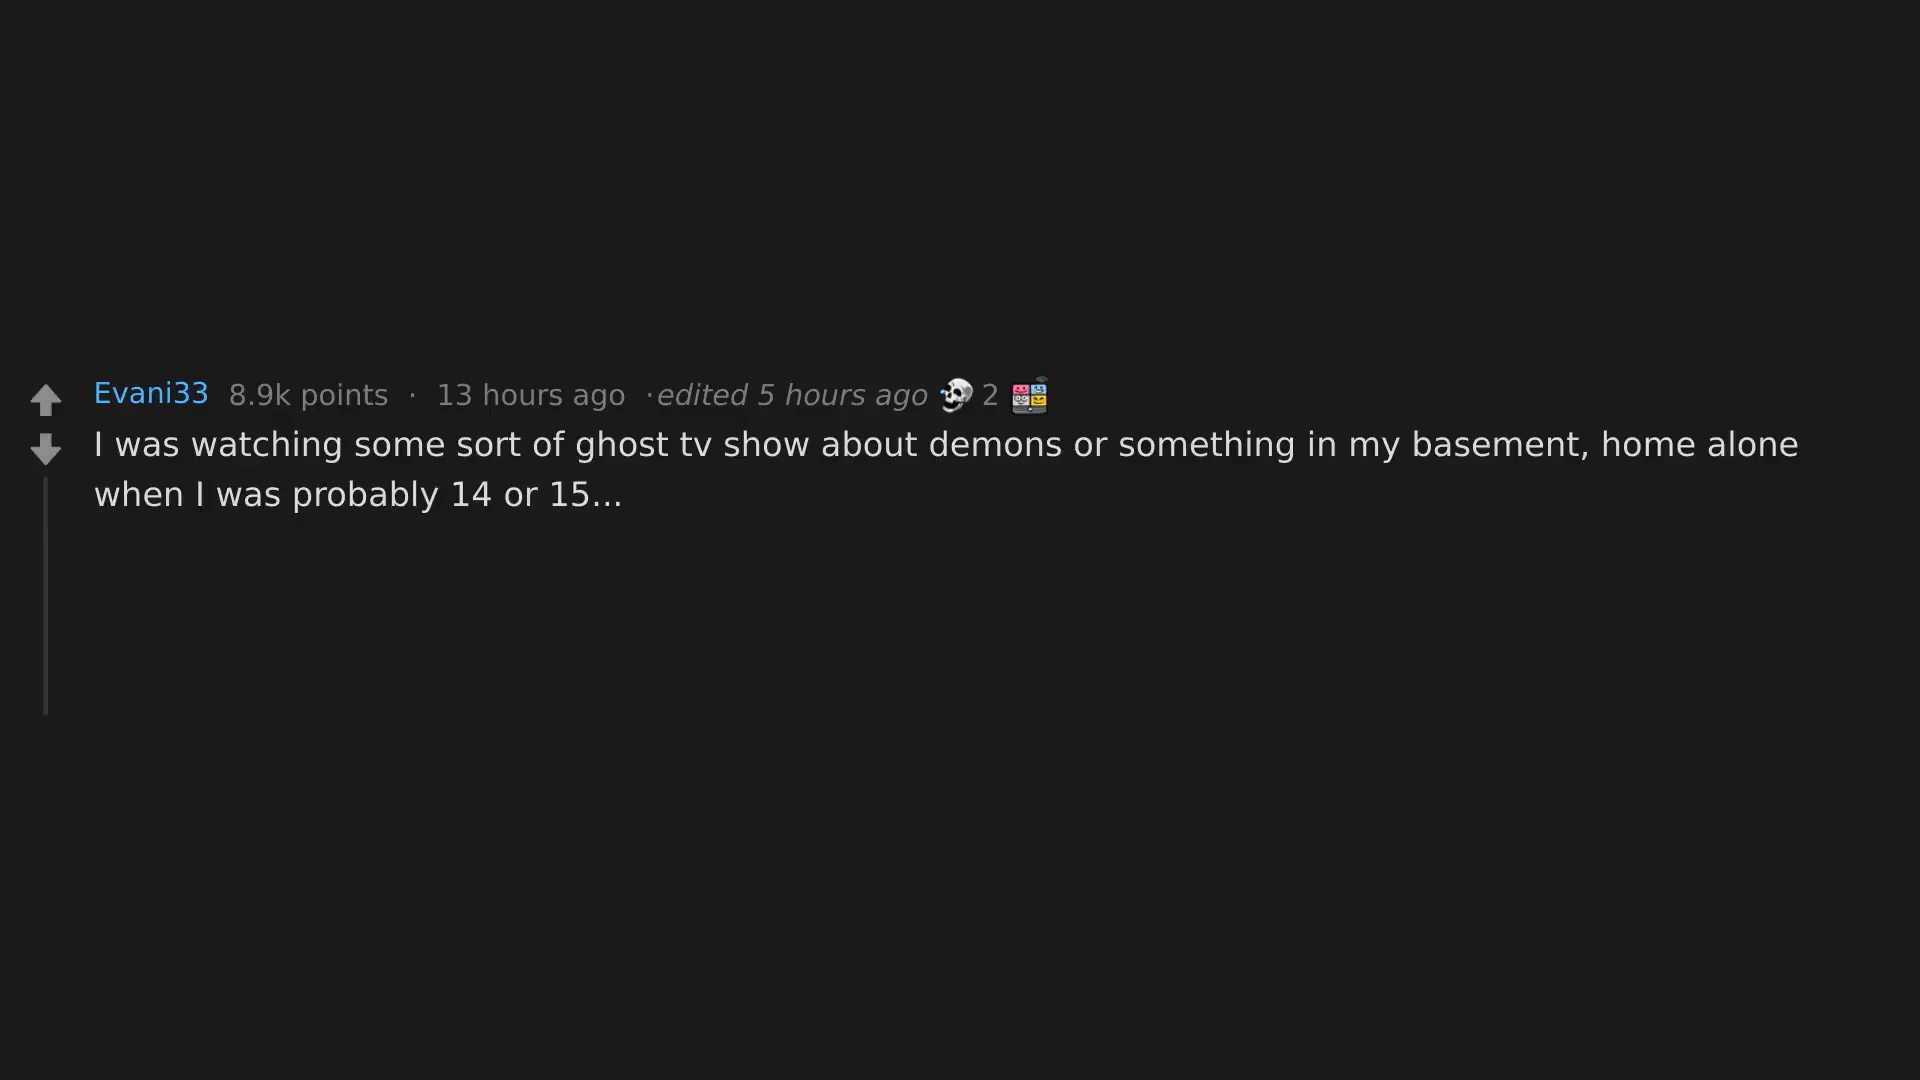 Evani33 8.9k points · 13 hours ago ·edited 5 hours ago 2
I was watching some sort of ghost tv show about demons or something in my basement, home alone
when I was probably 14 or 15...